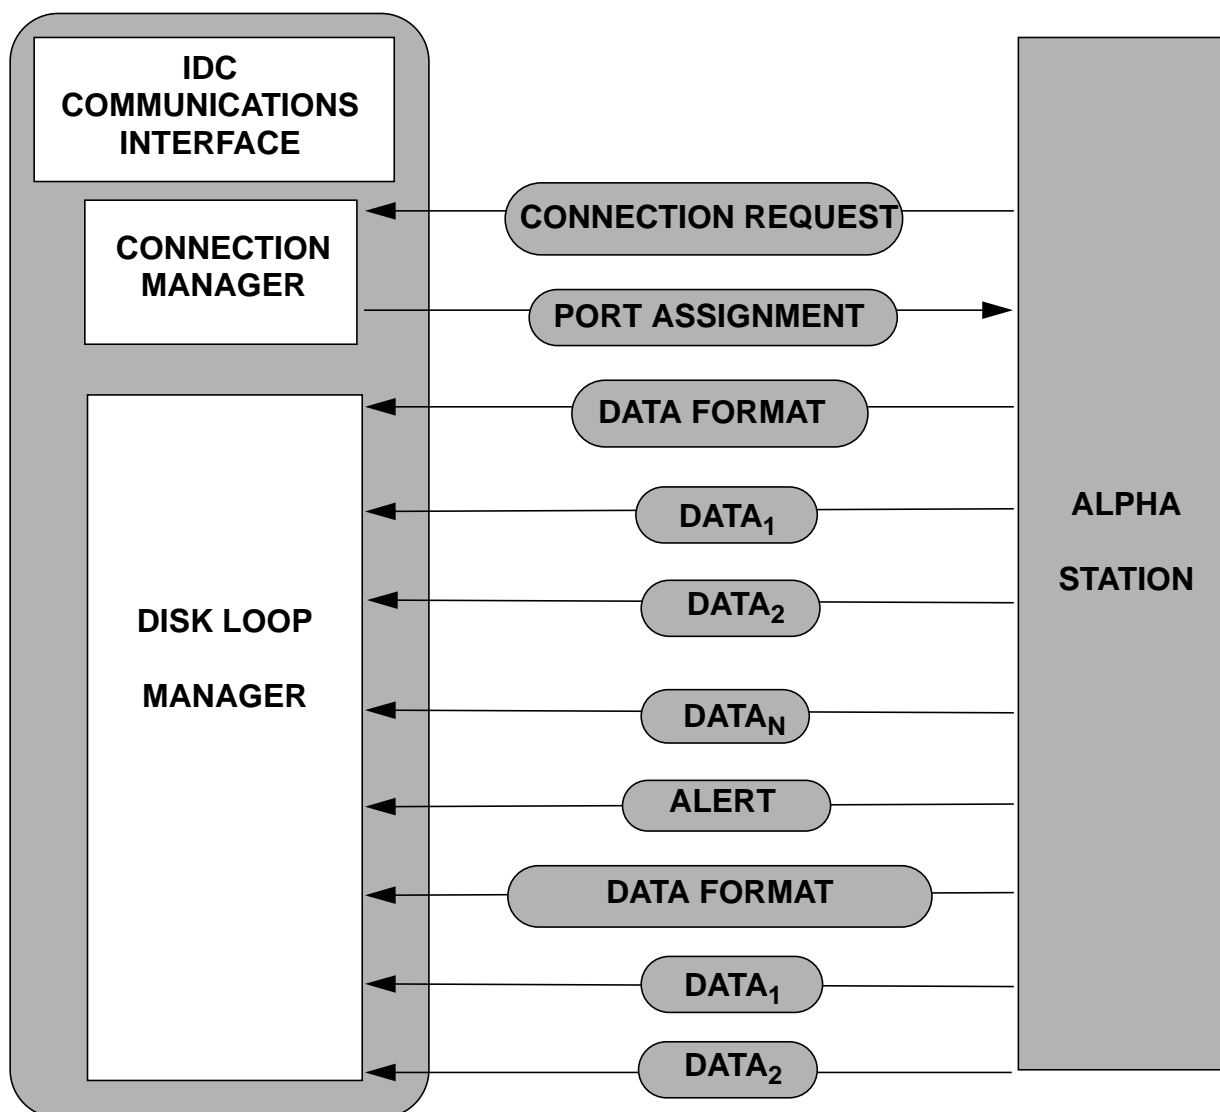 IDC
COMMUNICATIONS
INTERFACE
CONNECTION REQUEST
CONNECTION
MANAGER
PORT ASSIGNMENT
DATA FORMAT
DATA₁
ALPHA
STATION
DATA₂
DISK LOOP
MANAGER
DATA_N
ALERT
DATA FORMAT
DATA₁
DATA₂